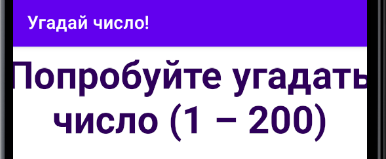 Угадай число!
Попробуйте угадать
число (1 – 200)